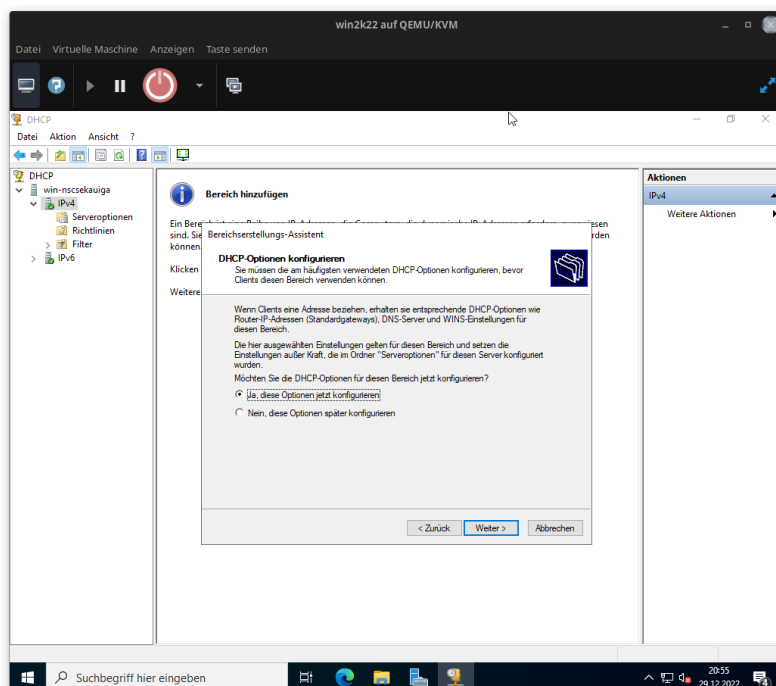 win2k22 auf QEMU/KVM
Datei Virtuelle Maschine Anzeigen Taste senden
DHCP
Datei Aktion Ansicht ?
DHCP
win-nscsekauiga
IPv4
Serveroptionen
Richtlinien
Filter
IPv6
Bereich hinzufügen
Klicken
Weitere
können
Bereichserstellungs-Assistent
DHCP-Optionen konfigurieren
Sie müssen die am häufigsten verwendeten DHCP-Optionen konfigurieren, bevor
Clients diesen Bereich verwenden können.
Wenn Clients eine Adresse beziehen, erhalten sie entsprechende DHCP-Optionen wie
Router-IP-Adressen (Standardgateways), DNS-Server und WINS-Einstellungen für
diesen Bereich.
Die hier ausgewählten Einstellungen gelten für diesen Bereich und setzen die
Einstellungen außer Kraft, die im Ordner "Serveroptionen" für diesen Server konfiguriert
wurden.
Möchten Sie die DHCP-Optionen für diesen Bereich jetzt konfigurieren?
Ja, diese Optionen jetzt konfigurieren
Nein, diese Optionen später konfigurieren
< Zurück Weiter > Abbrechen
Aktionen
IPv4
Weitere Aktionen
Suchbegriff hier eingeben
20:55
29.12.2022